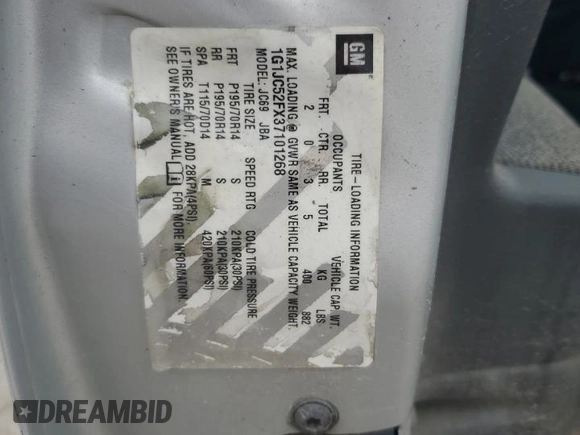 GM
TIRE-LOADING INFORMATION
OCCUPANTS VEHICLE CAP. WT.
FRT. CTR. RR. TOTAL KG LBS
2 0 3 5 400 882
MAX. LOADING @ GVWR SAME AS VEHICLE CAPACITY WEIGHT.
1G1JC52FX37101268
MODEL: JC69 JBA
TIRE SIZE SPEED RTG COLD TIRE PRESSURE
FRT P195/70R14 S 210KPA(30PSI)
RR P195/70R14 S 210KPA(30PSI)
SPA T115/70D14 M 420KPA(60PSI)
IF TIRES ARE HOT, ADD 28KPA(4PSI).
SEE OWNER'S MANUAL FOR MORE INFORMATION.
DREAMBID